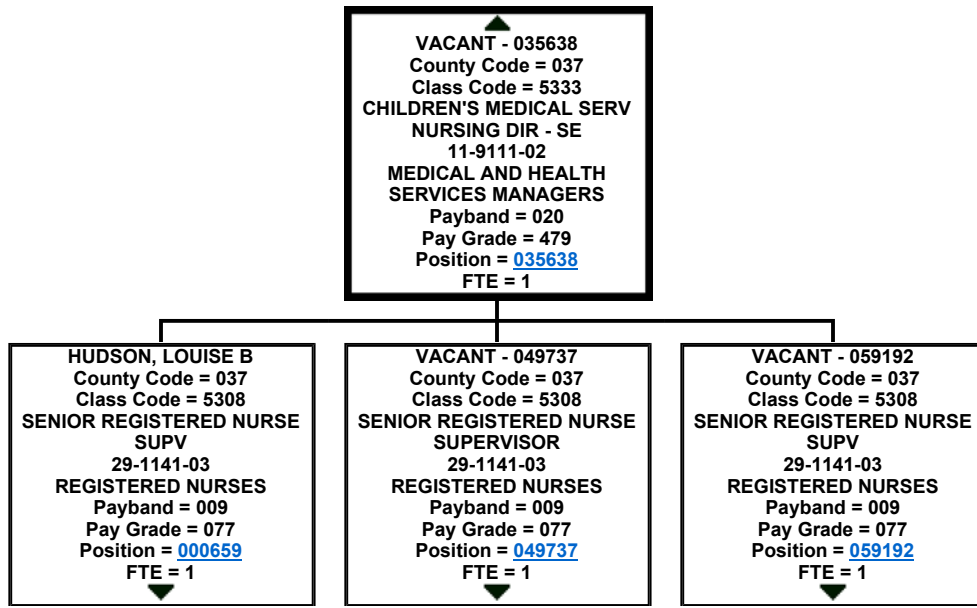 VACANT - 035638
County Code = 037
Class Code = 5333
CHILDREN'S MEDICAL SERV
NURSING DIR - SE
11-9111-02
MEDICAL AND HEALTH
SERVICES MANAGERS
Payband = 020
Pay Grade = 479
Position = 035638
FTE = 1
HUDSON, LOUISE B
County Code = 037
Class Code = 5308
SENIOR REGISTERED NURSE
SUPV
29-1141-03
REGISTERED NURSES
Payband = 009
Pay Grade = 077
Position = 000659
FTE = 1
VACANT - 049737
County Code = 037
Class Code = 5308
SENIOR REGISTERED NURSE
SUPERVISOR
29-1141-03
REGISTERED NURSES
Payband = 009
Pay Grade = 077
Position = 049737
FTE = 1
VACANT - 059192
County Code = 037
Class Code = 5308
SENIOR REGISTERED NURSE
SUPV
29-1141-03
REGISTERED NURSES
Payband = 009
Pay Grade = 077
Position = 059192
FTE = 1